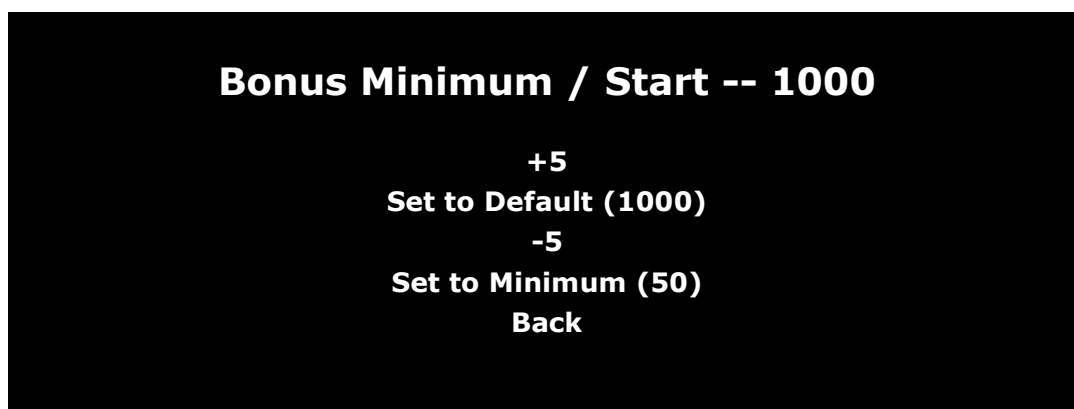 Bonus Minimum / Start -- 1000
+5
Set to Default (1000)
-5
Set to Minimum (50)
Back